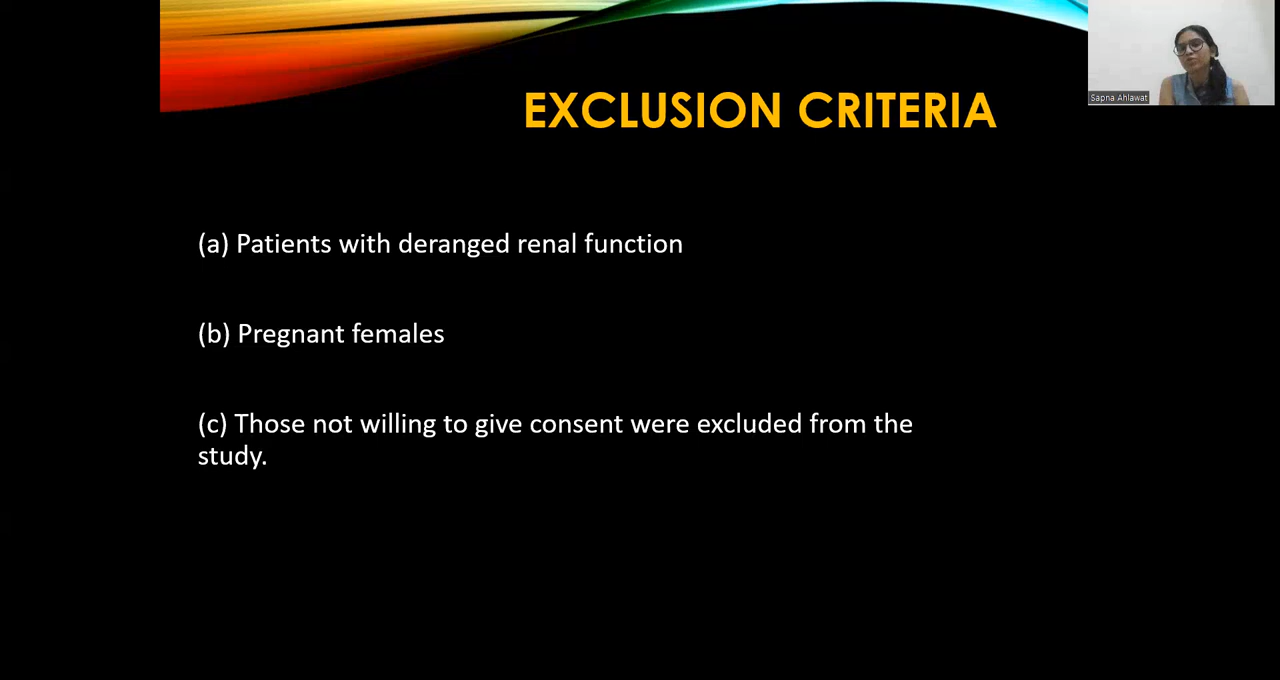 EXCLUSION CRITERIA
Sapna Ahlawat
(a) Patients with deranged renal function
(b) Pregnant females
(c) Those not willing to give consent were excluded from the
study.